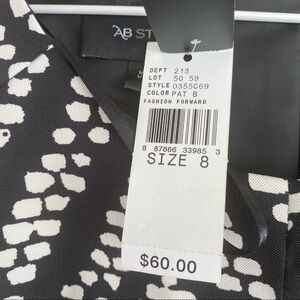 AB ST
DEPT 213
LOT 50 59
STYLE 0355C69
COLOR PAT B
FASHION FORWARD
8 87866 33985 3
SIZE 8
$60.00